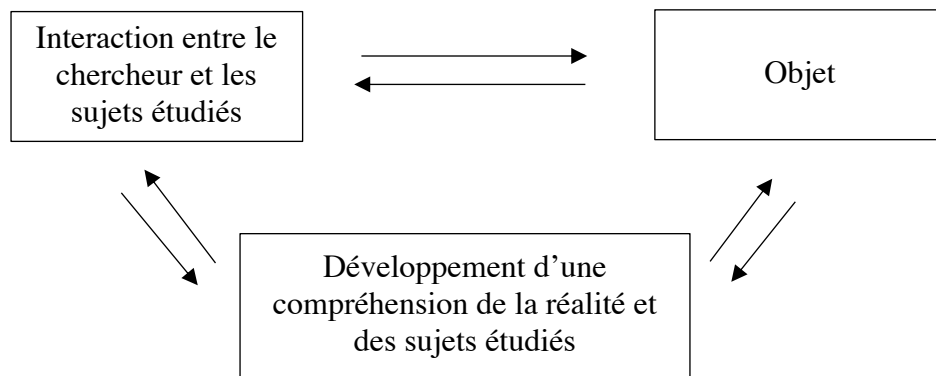 Interaction entre le
chercheur et les
sujets étudiés
Objet
Développement d’une
compréhension de la réalité et
des sujets étudiés